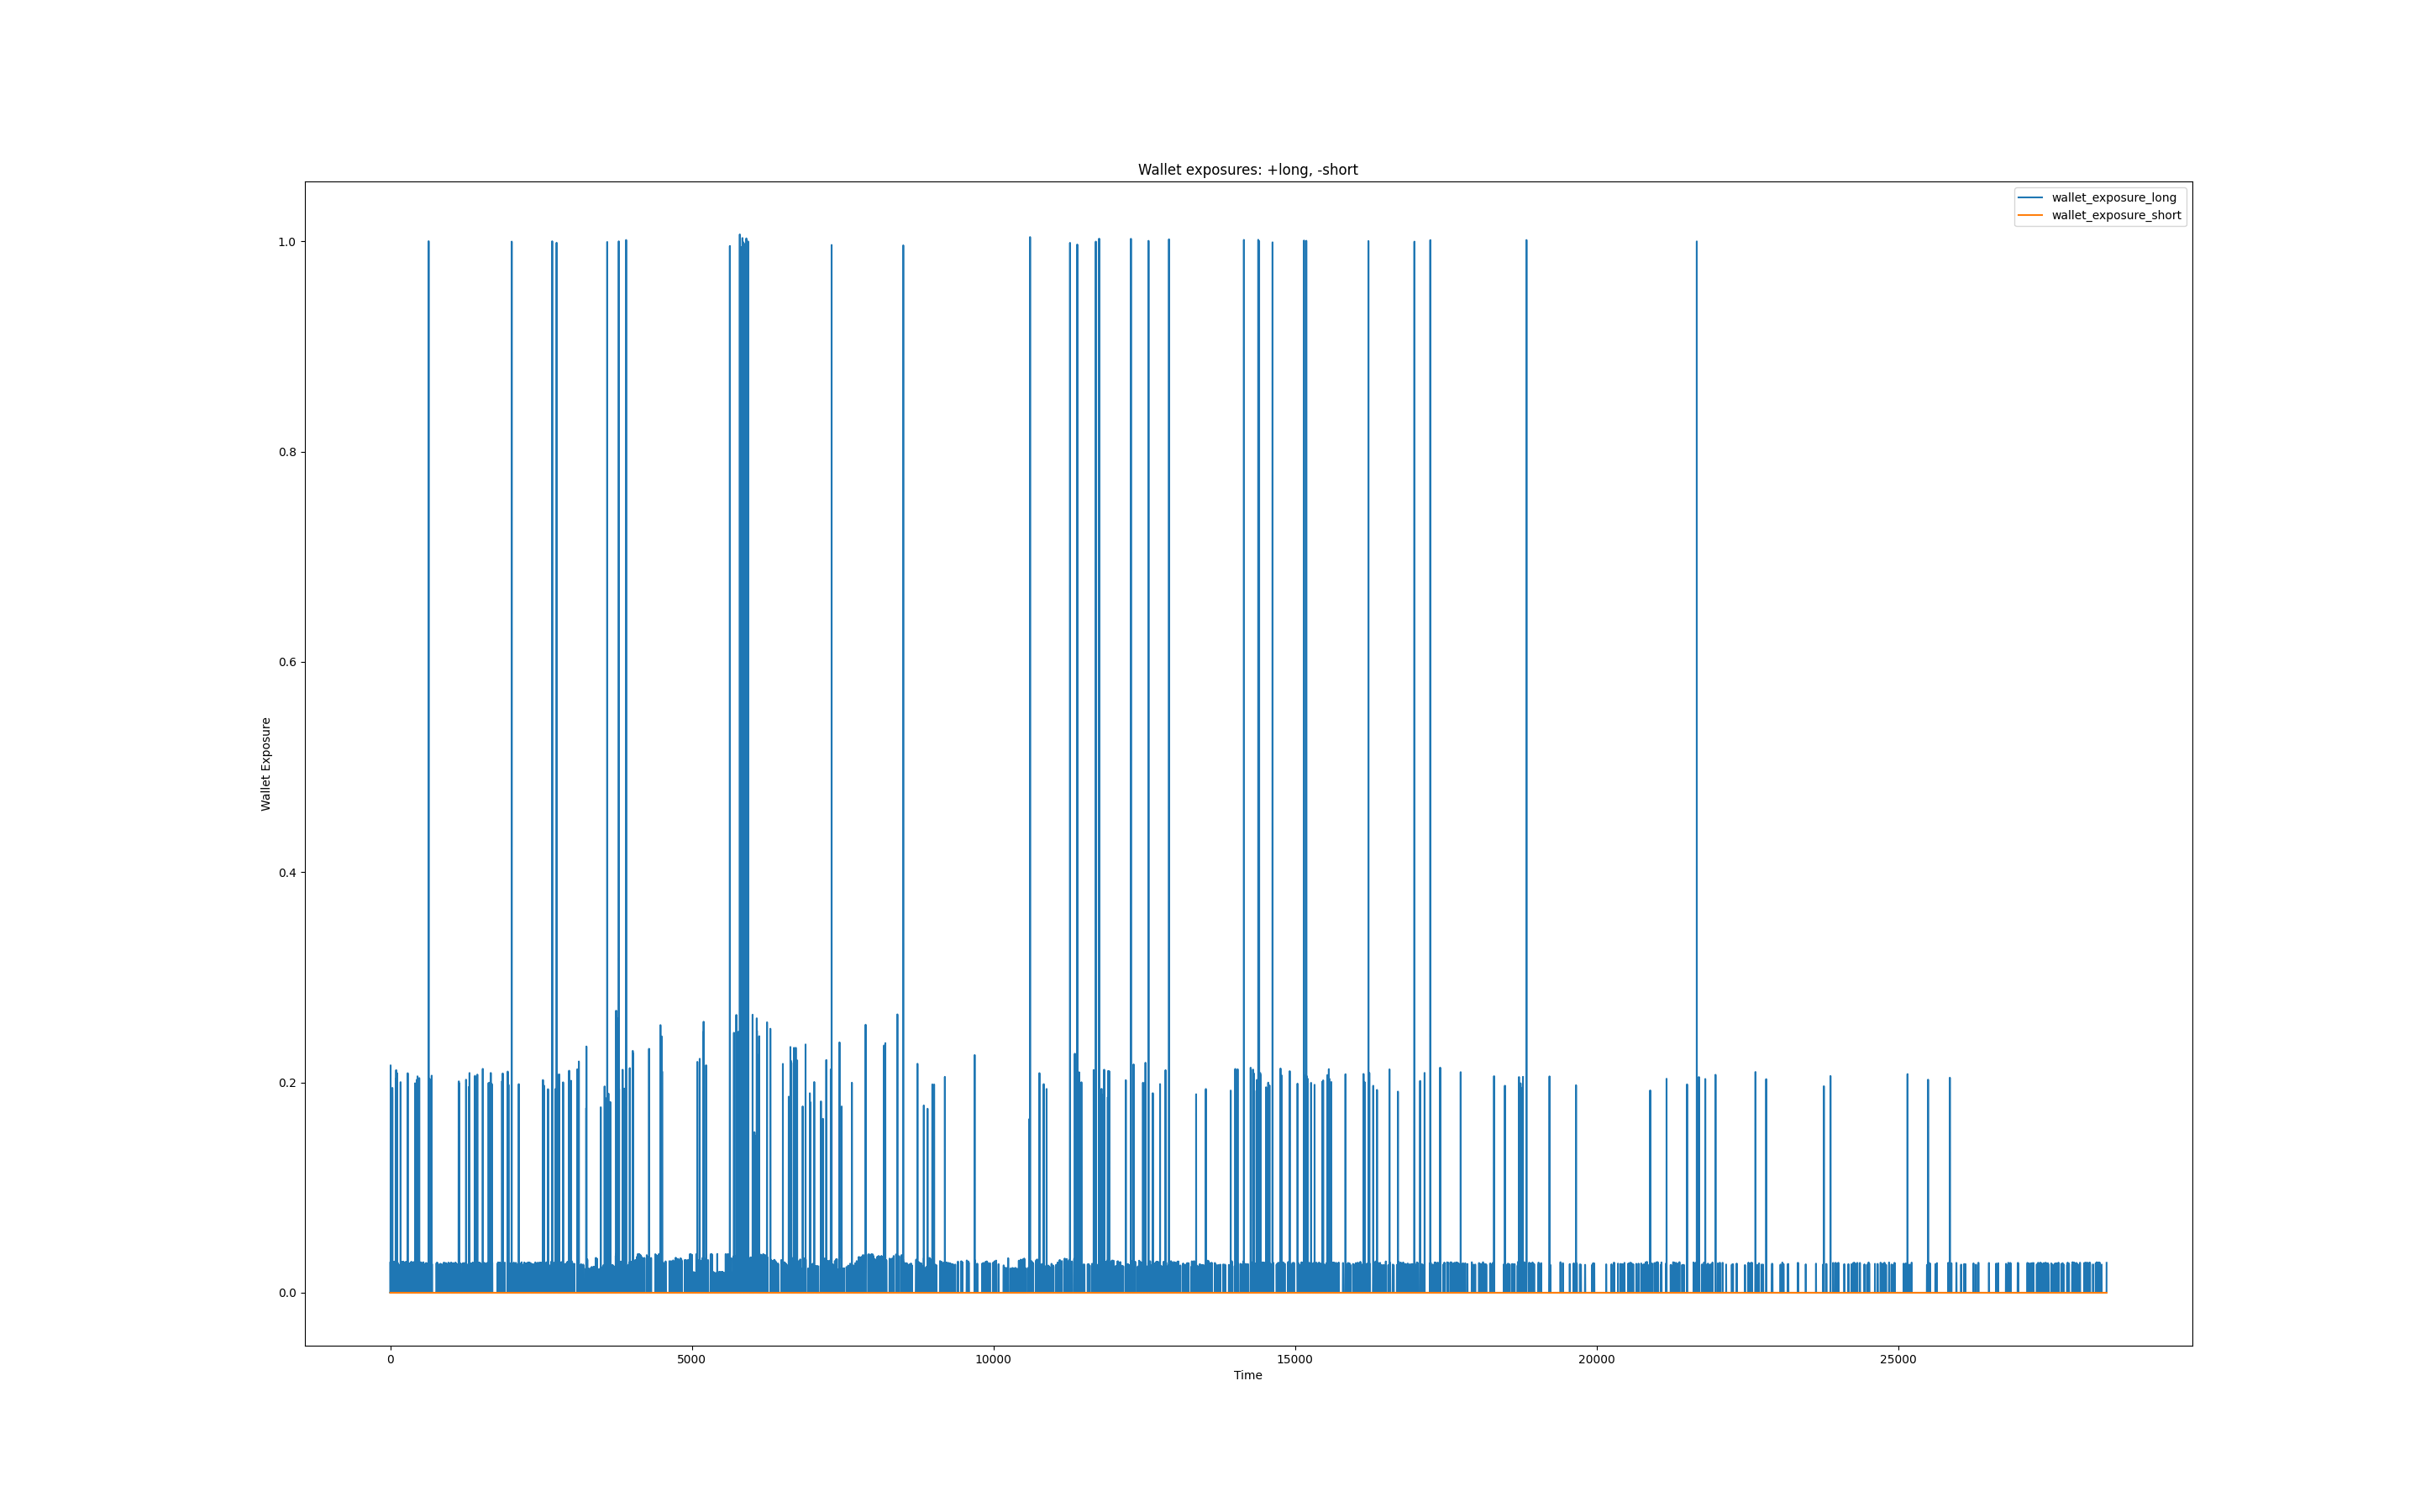 Wallet exposures: +long, -short
wallet_exposure_long
wallet_exposure_short
1.0
0.8
0.6
0.4
0.2
0.0
Wallet Exposure
0 5000 10000 15000 20000 25000
Time